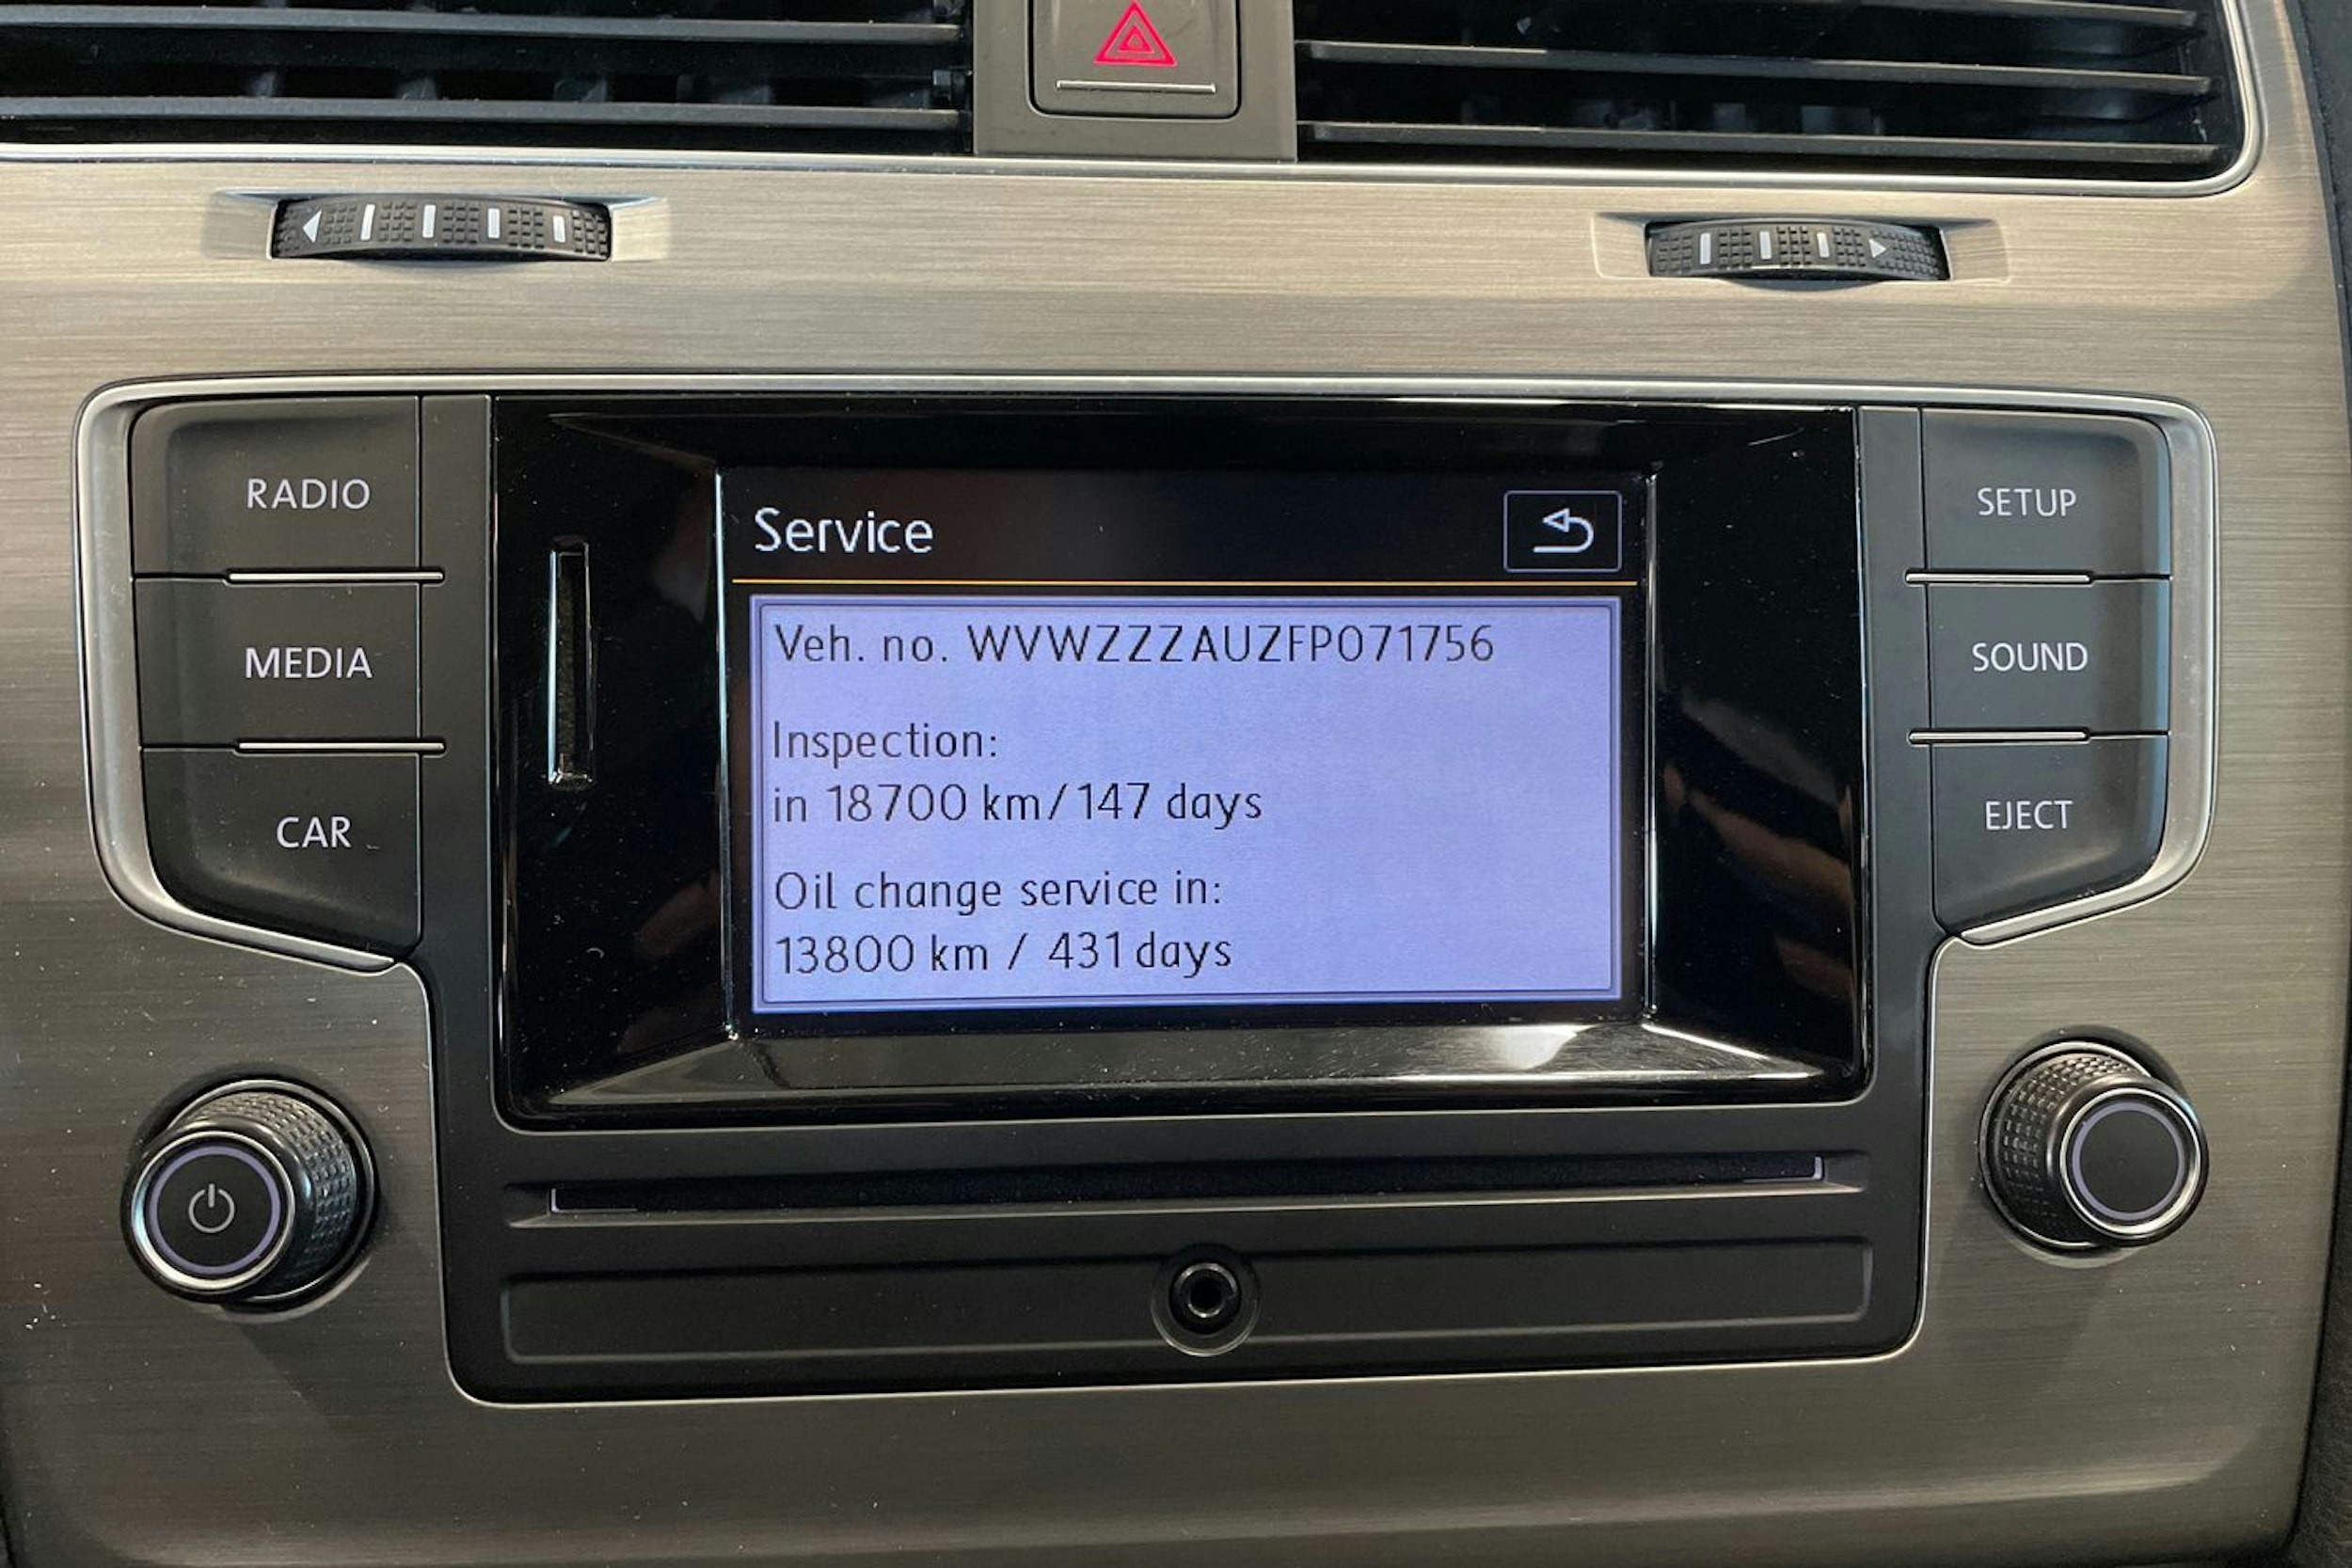 RADIO
MEDIA
CAR
Service
Veh. no. WVWZZZAUZFP071756
Inspection:
in 18700 km/147 days
Oil change service in:
13800 km / 431 days
SETUP
SOUND
EJECT